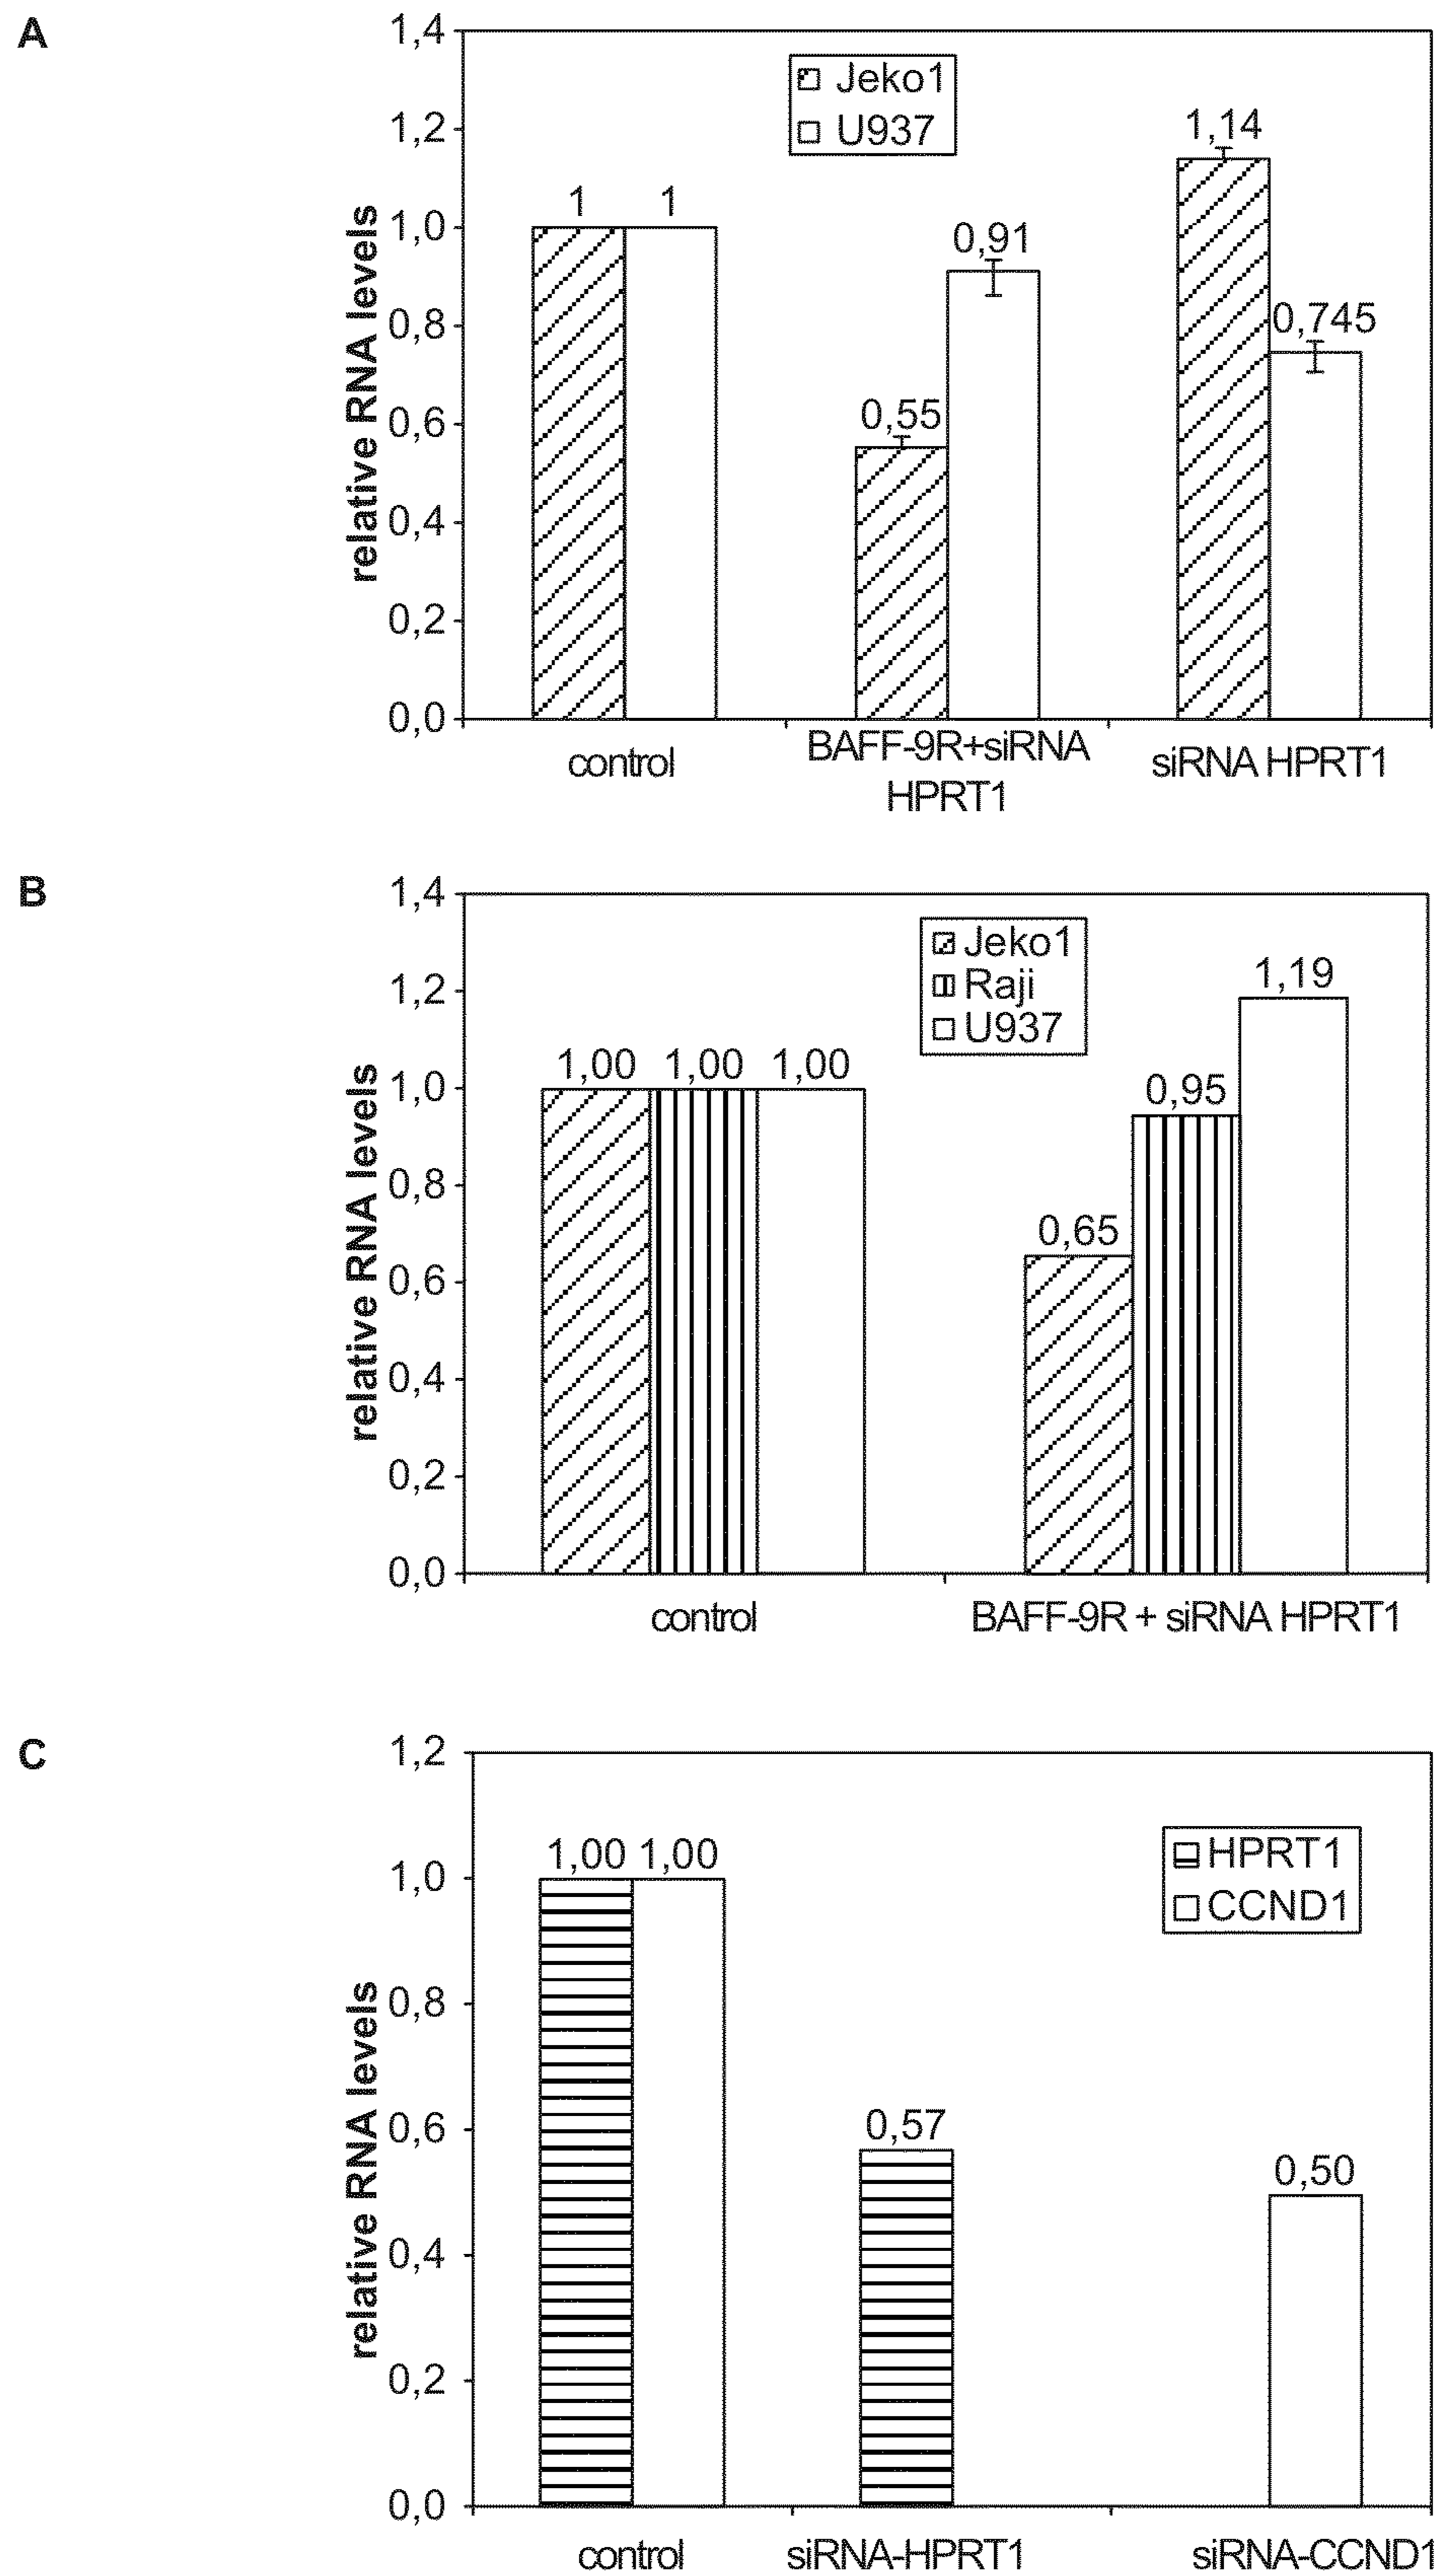 A
1,4
1,2
1,0
0,8
0,6
0,4
0,2
0,0
relative RNA levels
Jeko1
U937
1
1
0,55
0,91
1,14
0,745
control
BAFF-9R+siRNA
HPRT1
siRNA HPRT1
B
1,4
1,2
1,0
0,8
0,6
0,4
0,2
0,0
relative RNA levels
Jeko1
Raji
U937
1,00 1,00 1,00
0,65
0,95
1,19
control
BAFF-9R + siRNA HPRT1
C
1,2
1,0
0,8
0,6
0,4
0,2
0,0
relative RNA levels
HPRT1
CCND1
1,00 1,00
0,57
0,50
control
siRNA-HPRT1
siRNA-CCND1